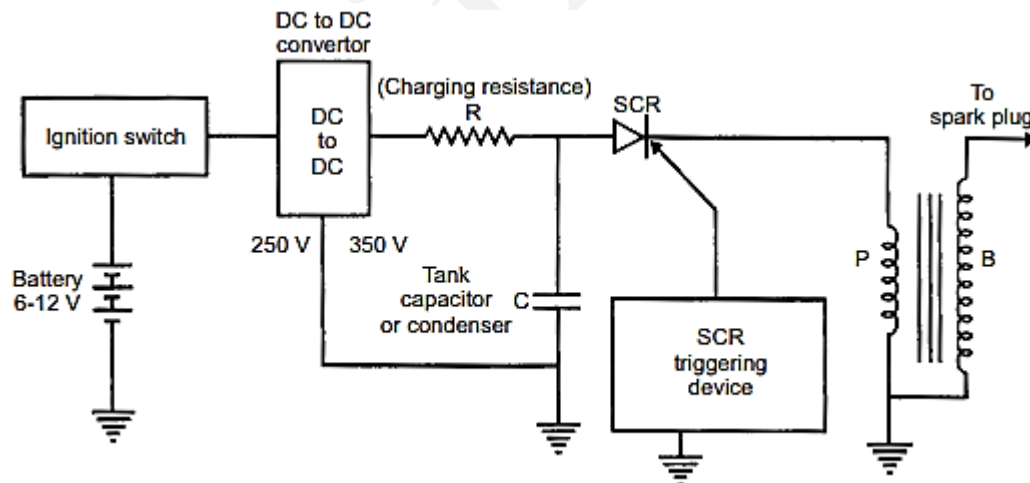 DC to DC
convertor
(Charging resistance)
R
SCR
To
spark plug
Ignition switch
DC
to
DC
250 V
350 V
Battery
6-12 V
Tank
capacitor
or condenser
C
SCR
triggering
device
P
B